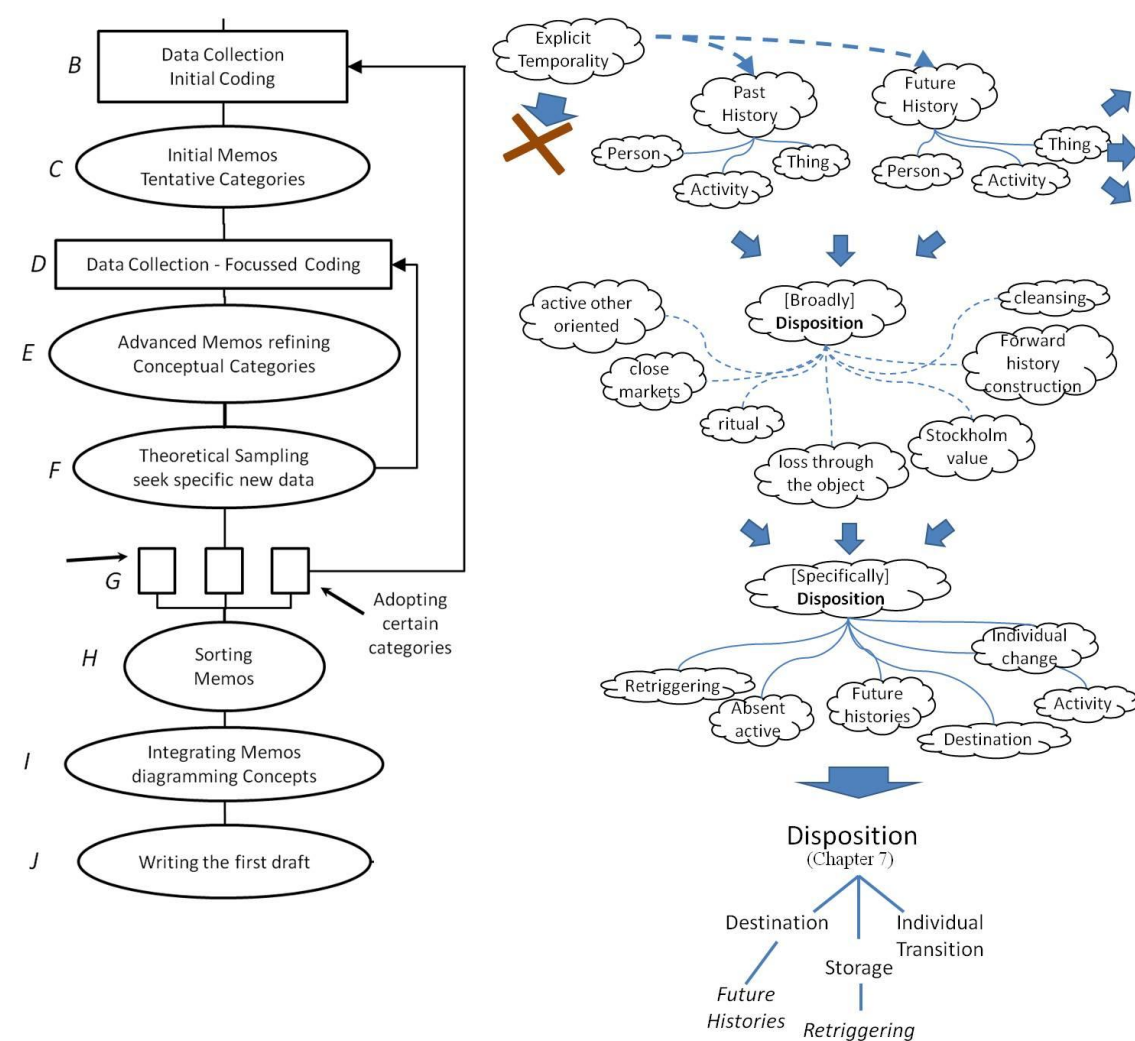 B
Data Collection
Initial Coding
C
Initial Memos
Tentative Categories
D
Data Collection - Focussed Coding
E
Advanced Memos refining
Conceptual Categories
F
Theoretical Sampling
seek specific new data
G
Adopting
certain
categories
H
Sorting
Memos
I
Integrating Memos
diagramming Concepts
J
Writing the first draft
Explicit
Temporality
Past
History
Person
Activity
Thing
Future
History
Person
Activity
Thing
[Broadly]
Disposition
active other
oriented
close
markets
ritual
loss through
the object
Stockholm
value
Forward
history
construction
cleansing
[Specifically]
Disposition
Retriggering
Absent
active
Future
histories
Destination
Individual
change
Activity
Disposition
(Chapter 7)
Destination
Future
Histories
Storage
Retriggering
Individual
Transition